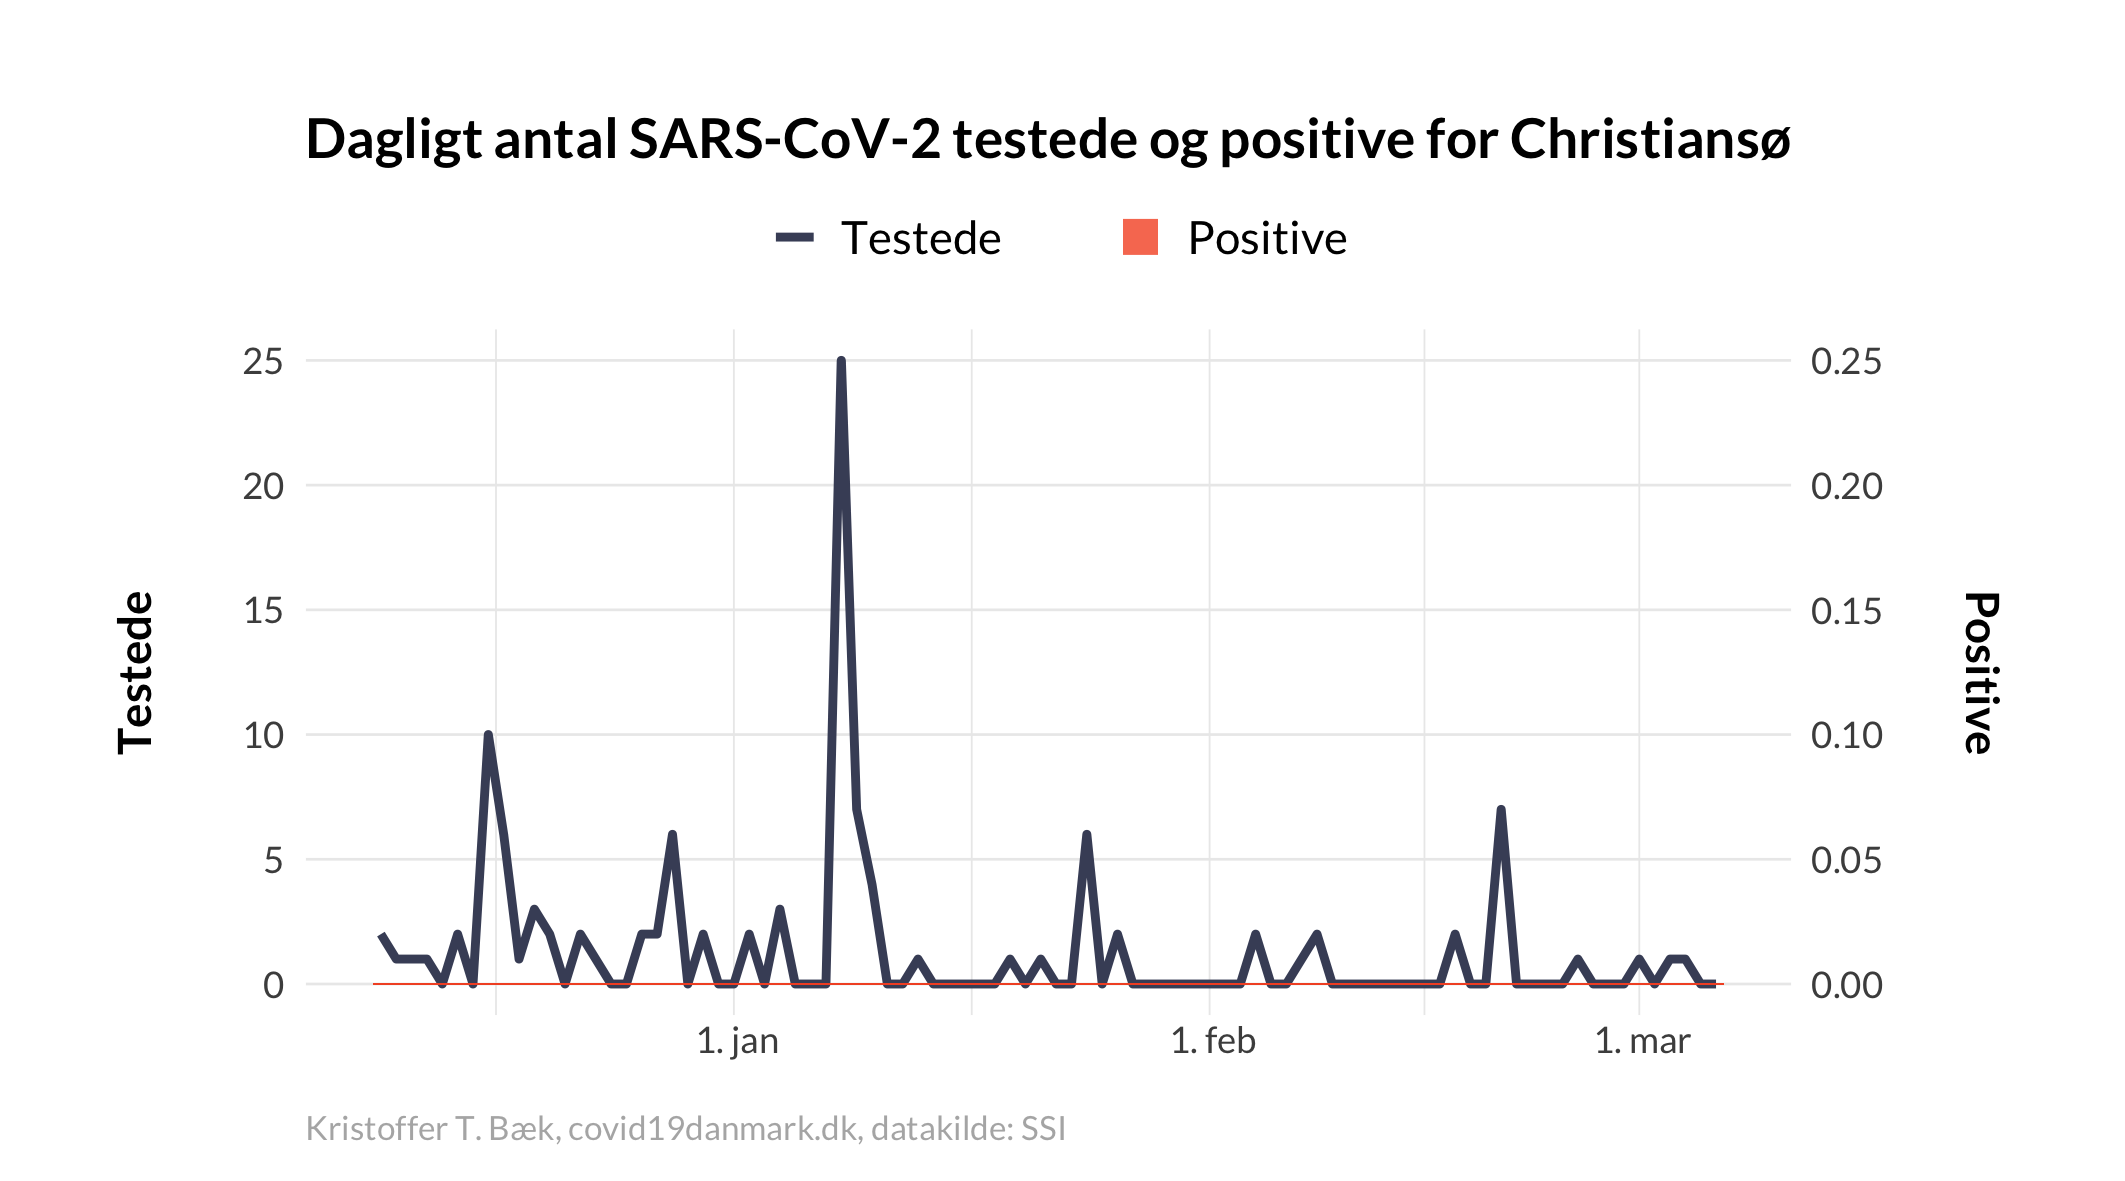 Dagligt antal SARS-CoV-2 testede og positive for Christiansø
Testede
Positive
25
20
15
10
5
0
0.25
0.20
0.15
0.10
0.05
0.00
Testede
Positive
1. jan
1. feb
1. mar
Kristoffer T. Bæk, covid19danmark.dk, datakilde: SSI